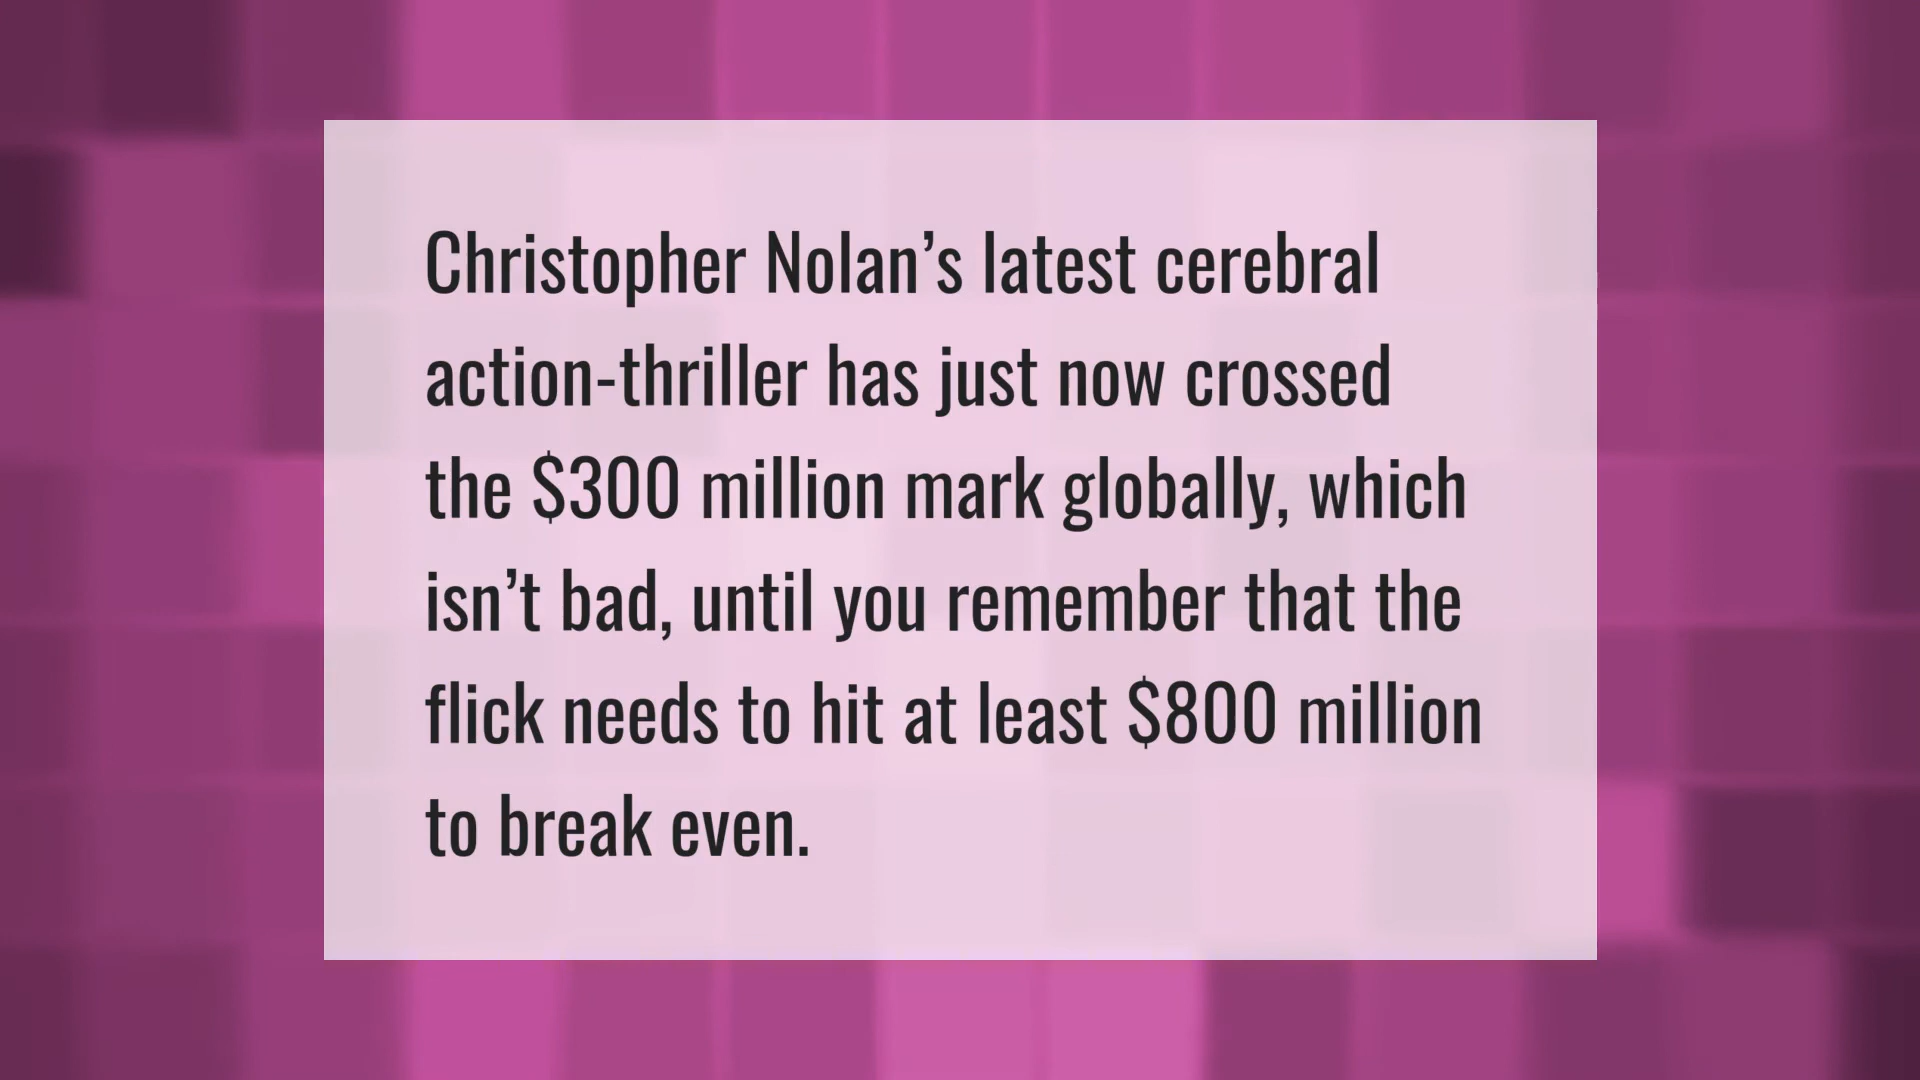 Christopher Nolan’s latest cerebral
action-thriller has just now crossed
the $300 million mark globally, which
isn’t bad, until you remember that the
flick needs to hit at least $800 million
to break even.